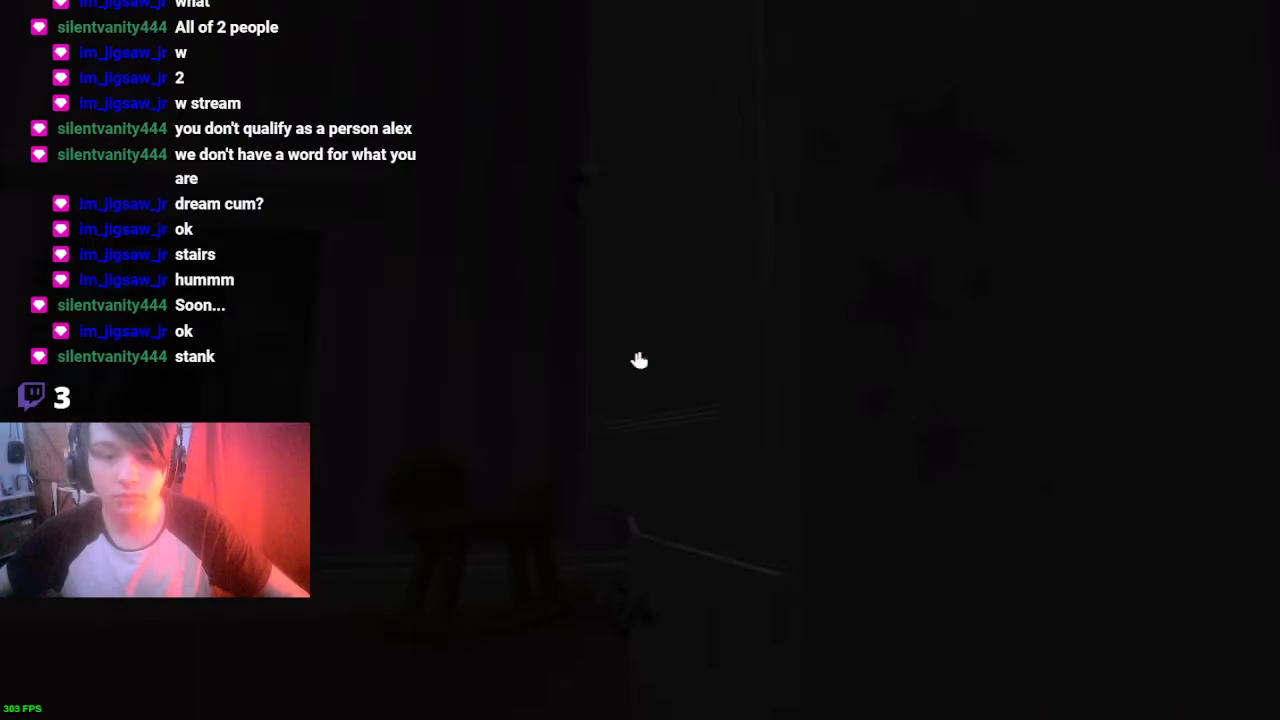 im_jigsaw_jr what
silentvanity444 All of 2 people
im_jigsaw_jr w
im_jigsaw_jr 2
im_jigsaw_jr w stream
silentvanity444 you don't qualify as a person alex
silentvanity444 we don't have a word for what you
are
im_jigsaw_jr dream cum?
im_jigsaw_jr ok
im_jigsaw_jr stairs
im_jigsaw_jr hummm
silentvanity444 Soon...
im_jigsaw_jr ok
silentvanity444 stank
3
303 FPS